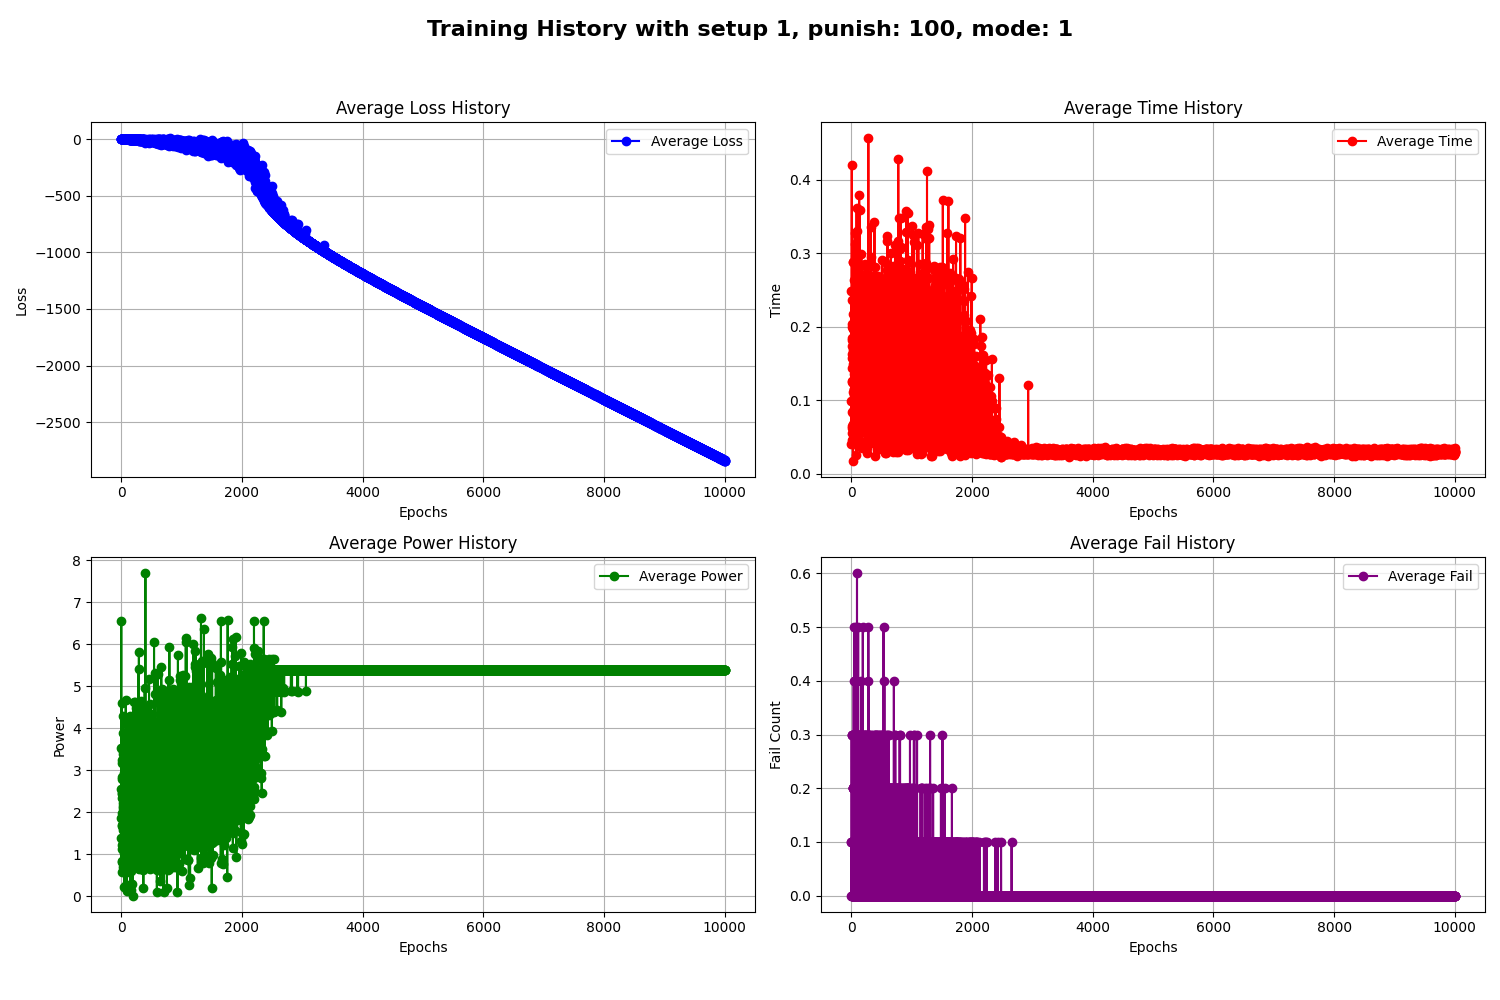 Training History with setup 1, punish: 100, mode: 1
Average Loss History
Average Loss
0
−500
−1000
−1500
−2000
−2500
Loss
0 2000 4000 6000 8000 10000
Epochs
Average Time History
Average Time
0.4
0.3
0.2
0.1
0.0
Time
0 2000 4000 6000 8000 10000
Epochs
Average Power History
Average Power
8
7
6
5
4
3
2
1
0
Power
0 2000 4000 6000 8000 10000
Epochs
Average Fail History
Average Fail
0.6
0.5
0.4
0.3
0.2
0.1
0.0
Fail Count
0 2000 4000 6000 8000 10000
Epochs